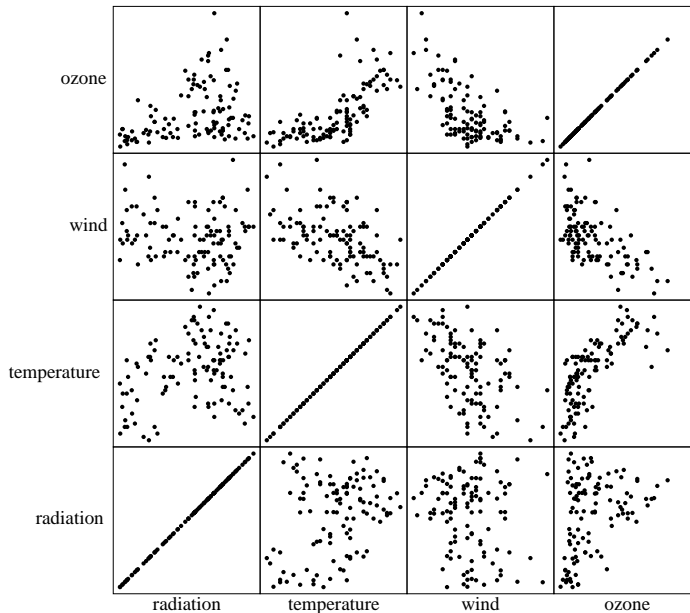 ozone
wind
temperature
radiation
radiation temperature wind ozone